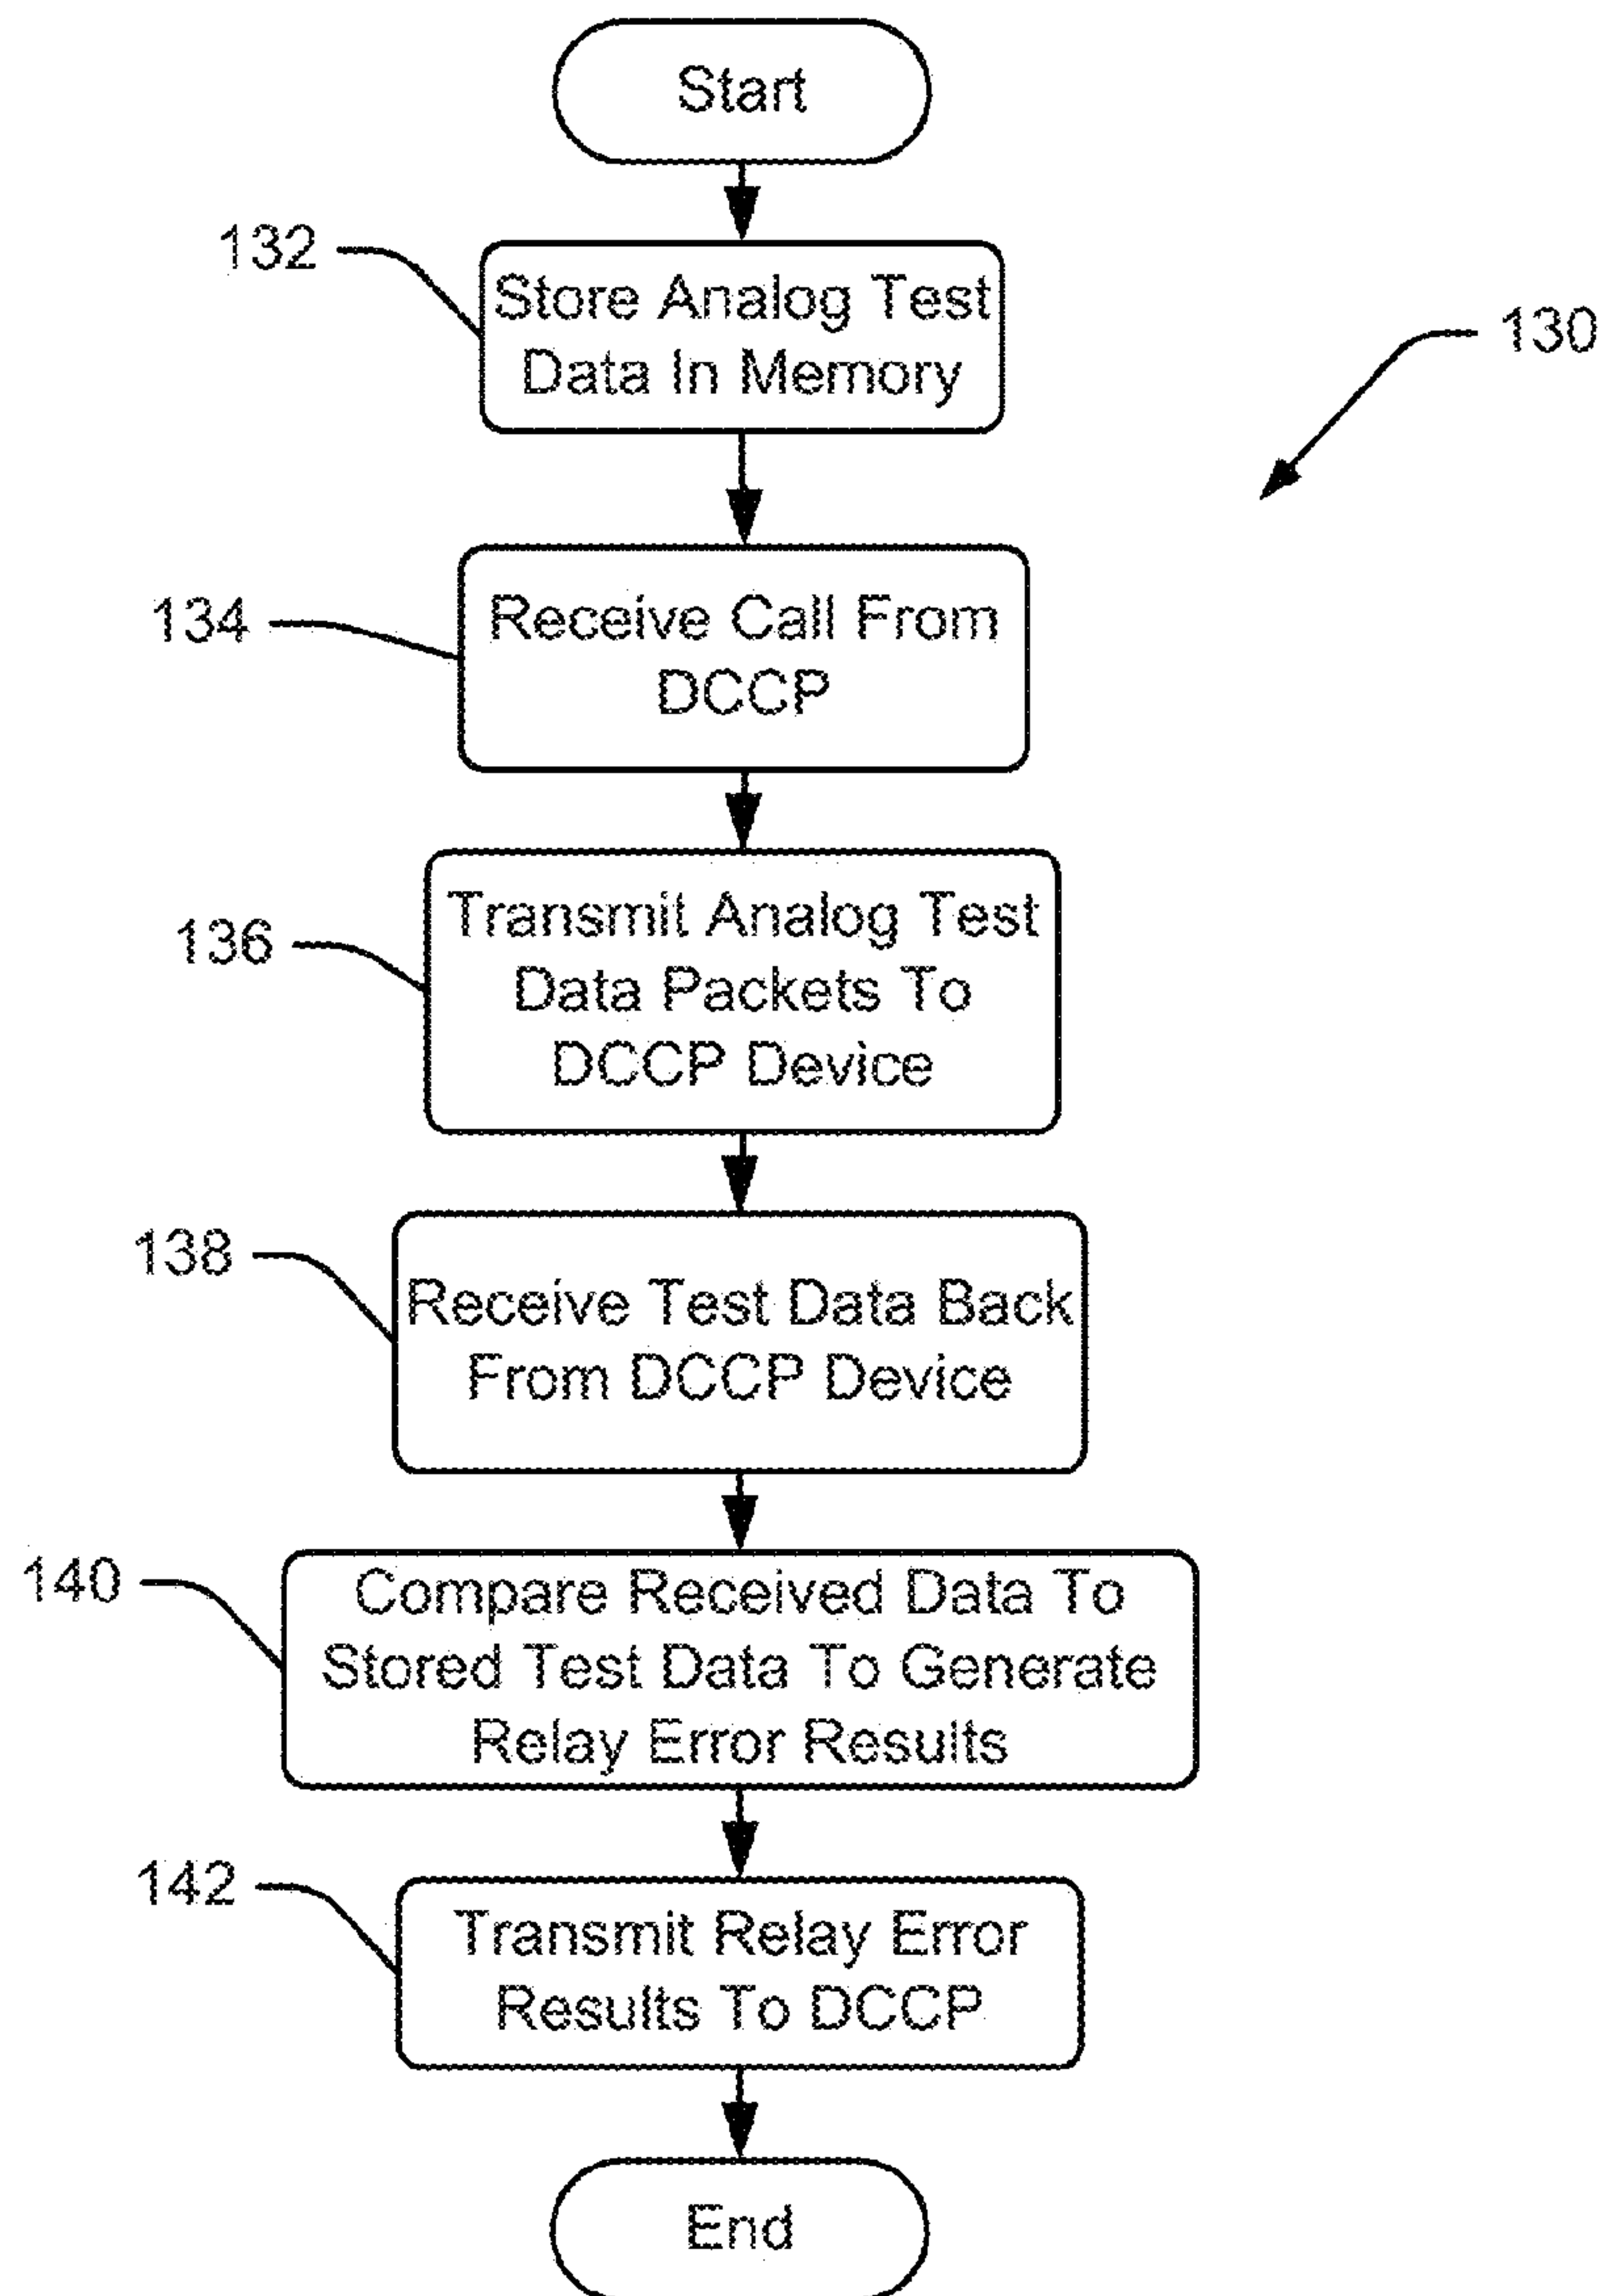 Start
132
Store Analog Test
Data In Memory
130
134
Receive Call From
DCCP
136
Transmit Analog Test
Data Packets To
DCCP Device
138
Receive Test Data Back
From DCCP Device
140
Compare Received Data To
Stored Test Data To Generate
Relay Error Results
142
Transmit Relay Error
Results To DCCP
End